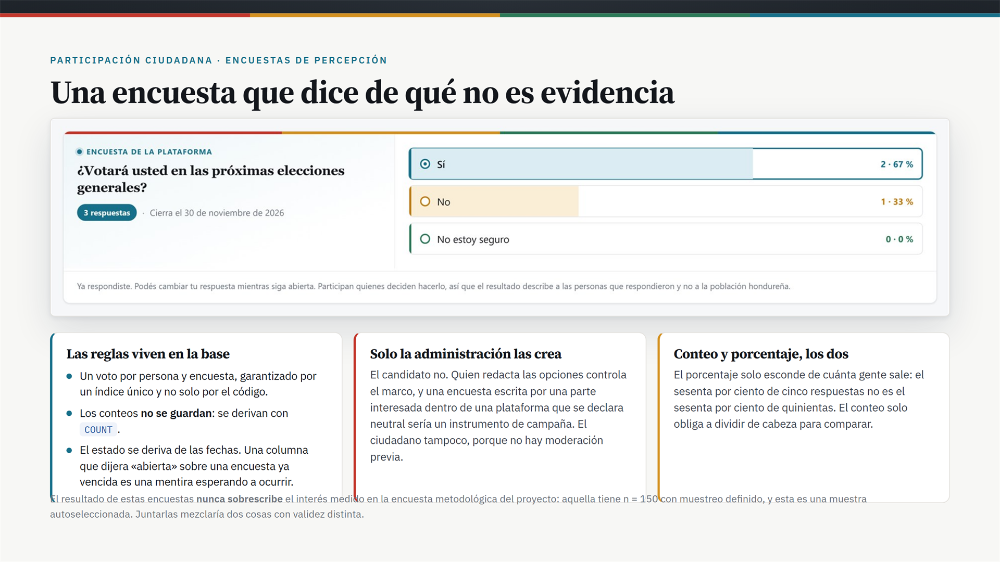 PARTICIPACIÓN CIUDADANA · ENCUESTAS DE PERCEPCIÓN
Una encuesta que dice de qué no es evidencia
ENCUESTA DE LA PLATAFORMA
¿Votará usted en las próximas elecciones
generales?
3 respuestas · Cierra el 30 de noviembre de 2026
Sí 2 · 67 %
No 1 · 33 %
No estoy seguro 0 · 0 %
Ya respondiste. Podés cambiar tu respuesta mientras siga abierta. Participan quienes deciden hacerlo, así que el resultado describe a las personas que respondieron y no a la población hondureña.
Las reglas viven en la base
Un voto por persona y encuesta, garantizado por
un índice único y no solo por el código.
Los conteos no se guardan: se derivan con
COUNT .
El estado se deriva de las fechas. Una columna
que dijera «abierta» sobre una encuesta ya
vencida es una mentira esperando a ocurrir.
Solo la administración las crea
El candidato no. Quien redacta las opciones controla
el marco, y una encuesta escrita por una parte
interesada dentro de una plataforma que se declara
neutral sería un instrumento de campaña. El
ciudadano tampoco, porque no hay moderación
previa.
Conteo y porcentaje, los dos
El porcentaje solo esconde de cuánta gente sale: el
sesenta por ciento de cinco respuestas no es el
sesenta por ciento de quinientas. El conteo solo
obliga a dividir de cabeza para comparar.
El resultado de estas encuestas nunca sobrescribe el interés medido en la encuesta metodológica del proyecto: aquella tiene n = 150 con muestreo definido, y esta es una muestra
autoseleccionada. Juntarlas mezclaría dos cosas con validez distinta.